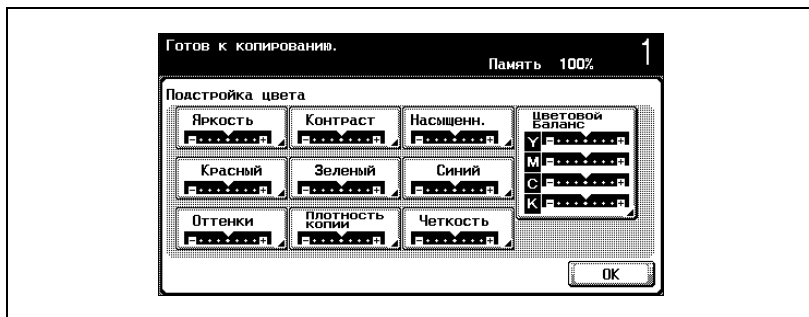 Готов к копированию.
Память 100% 1
Подстройка цвета
Яркость Контраст Насыщенн. Цветовой
Баланс
Y
M
Красный Зеленый Синий
C
K
Оттенки Плотность
копии Четкость
OK